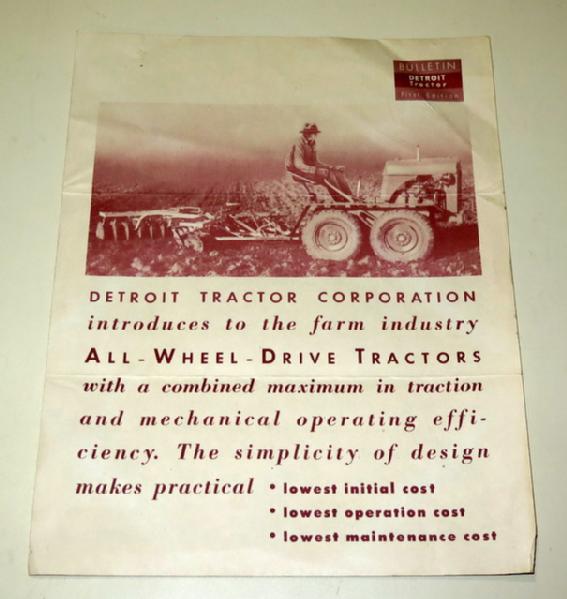 BULLETIN
DETROIT
Tractor
First Edition
DETROIT TRACTOR CORPORATION
introduces to the farm industry
ALL-WHEEL-DRIVE TRACTORS
with a combined maximum in traction
and mechanical operating effi-
ciency. The simplicity of design
makes practical • lowest initial cost
• lowest operation cost
• lowest maintenance cost